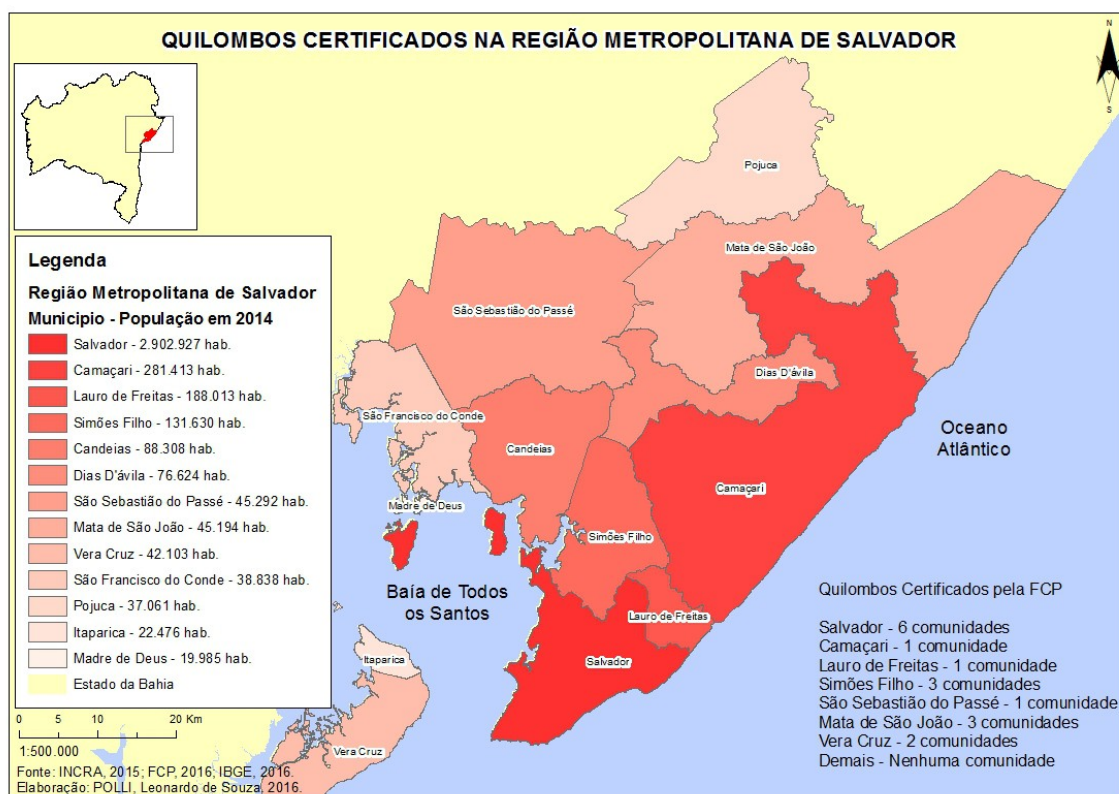 QUILOMBOS CERTIFICADOS NA REGIÃO METROPOLITANA DE SALVADOR
N
S
Legenda
Região Metropolitana de Salvador
Municipio - População em 2014
Salvador - 2.902.927 hab.
Camaçari - 281.413 hab.
Lauro de Freitas - 188.013 hab.
Simões Filho - 131.630 hab.
Candeias - 88.308 hab.
Dias D'ávila - 76.624 hab.
São Sebastião do Passé - 45.292 hab.
Mata de São João - 45.194 hab.
Vera Cruz - 42.103 hab.
São Francisco do Conde - 38.838 hab.
Pojuca - 37.061 hab.
Itaparica - 22.476 hab.
Madre de Deus - 19.985 hab.
Estado da Bahia
0 5 10 20 Km
1:500.000
Fonte: INCRA, 2015; FCP, 2016; IBGE, 2016.
Elaboração: POLLI, Leonardo de Souza, 2016.
Pojuca
Mata de São João
São Sebastião do Passé
Dias D'ávila
São Francisco do Conde
Candeias
Oceano
Atlântico
Camaçari
Madre de Deus
Simões Filho
Baía de Todos
os Santos
Lauro de Freitas
Itaparica
Salvador
Vera Cruz
Quilombos Certificados pela FCP
Salvador - 6 comunidades
Camaçari - 1 comunidade
Lauro de Freitas - 1 comunidade
Simões Filho - 3 comunidades
São Sebastião do Passé - 1 comunidade
Mata de São João - 3 comunidades
Vera Cruz - 2 comunidades
Demais - Nenhuma comunidade